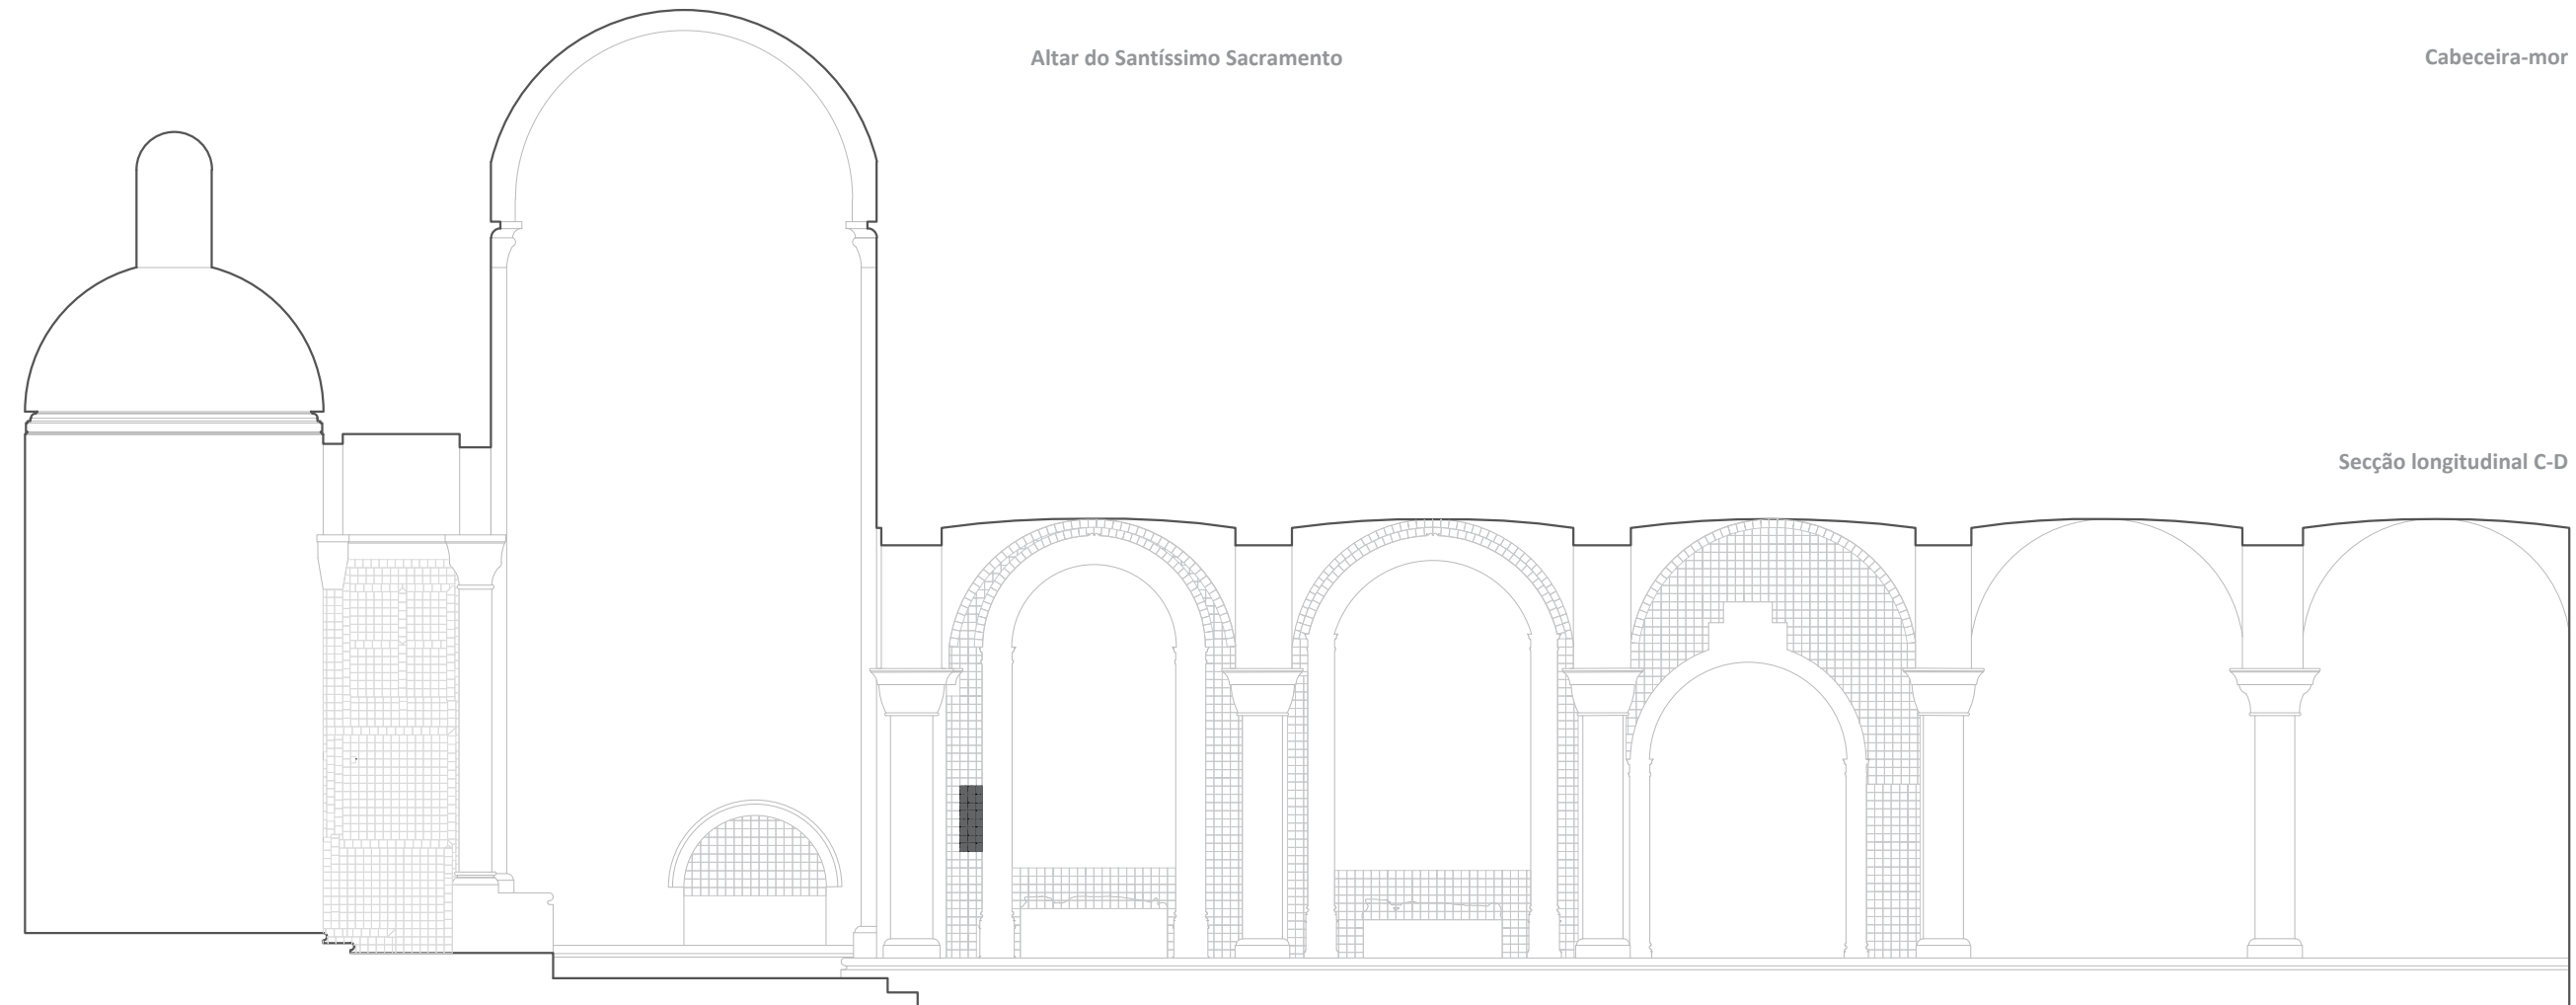 Altar do Santíssimo Sacramento
Cabeceira-mor
Secção longitudinal C-D